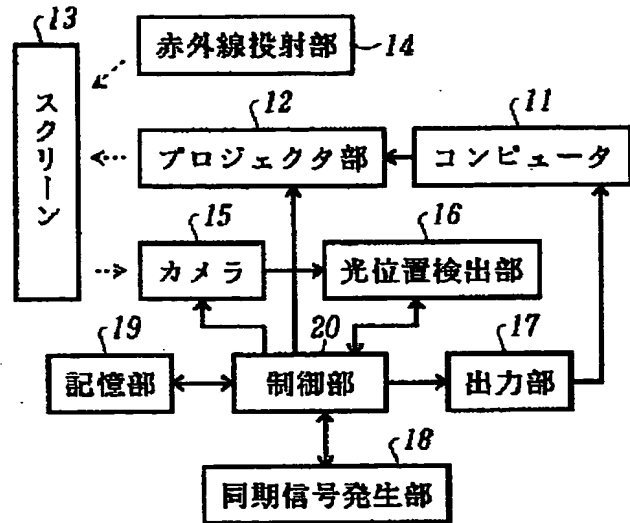 13
赤外線投射部
14
スクリーン
12
プロジェクタ部
11
コンピュータ
15
カメラ
16
光位置検出部
19
記憶部
20
制御部
17
出力部
18
同期信号発生部